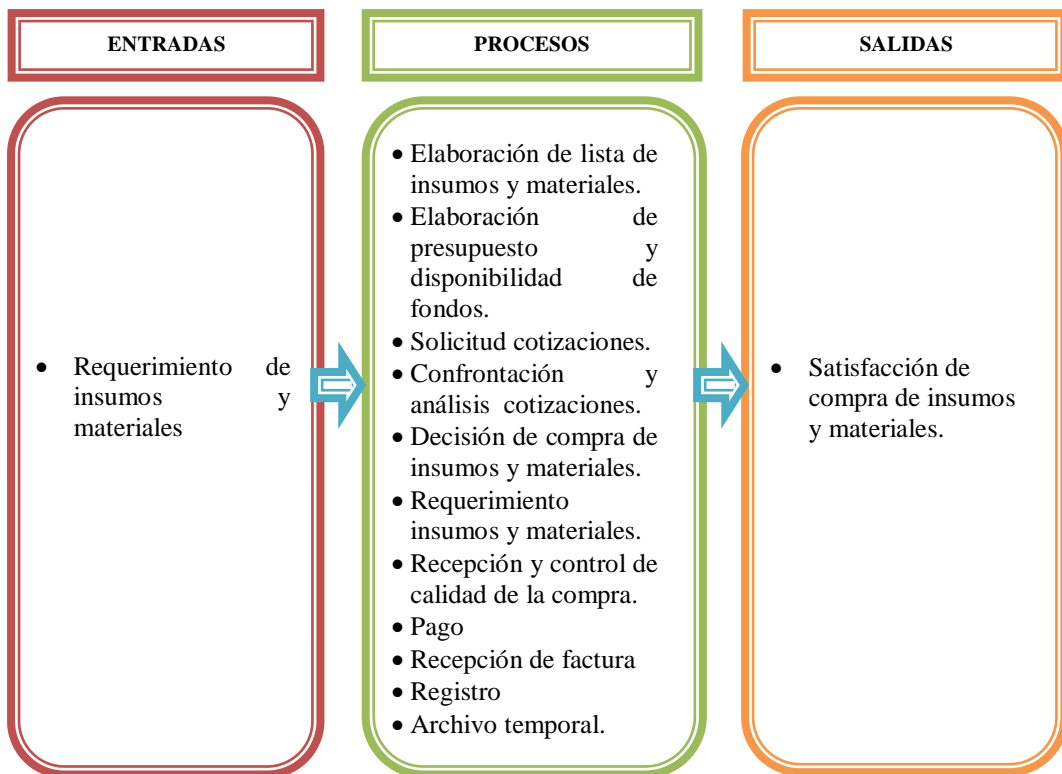 ENTRADAS
PROCESOS
SALIDAS
• Requerimiento de
insumos y
materiales
• Elaboración de lista de
insumos y materiales.
• Elaboración de
presupuesto y
disponibilidad de
fondos.
• Solicitud cotizaciones.
• Confrontación y
análisis cotizaciones.
• Decisión de compra de
insumos y materiales.
• Requerimiento
insumos y materiales.
• Recepción y control de
calidad de la compra.
• Pago
• Recepción de factura
• Registro
• Archivo temporal.
• Satisfacción de
compra de insumos
y materiales.